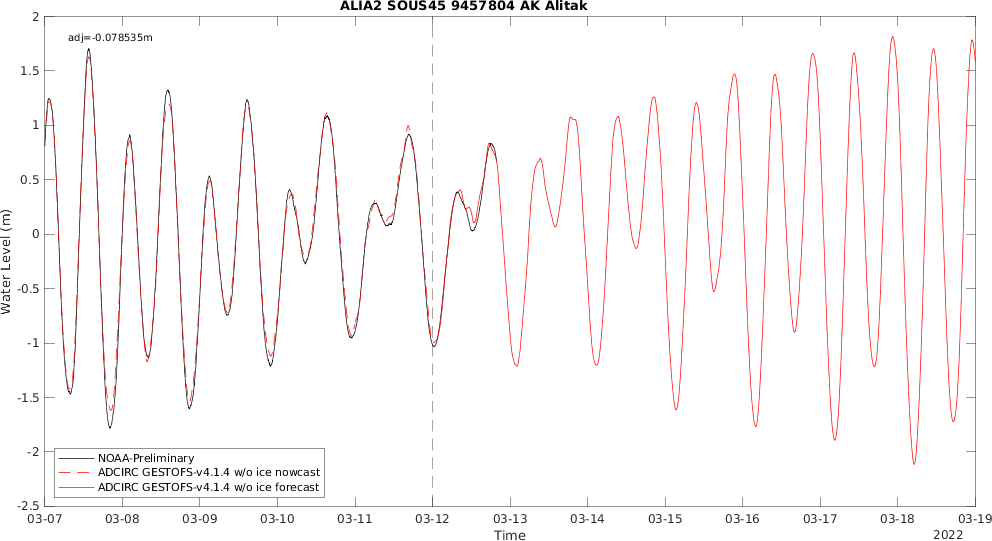 ALIA2 SOUS45 9457804 AK Alitak
adj=-0.078535m
2
1.5
1
0.5
0
-0.5
-1
-1.5
-2
-2.5
Water Level (m)
NOAA-Preliminary
ADCIRC GESTOFS-v4.1.4 w/o ice nowcast
ADCIRC GESTOFS-v4.1.4 w/o ice forecast
03-07 03-08 03-09 03-10 03-11 03-12 03-13 03-14 03-15 03-16 03-17 03-18 03-19
Time
2022